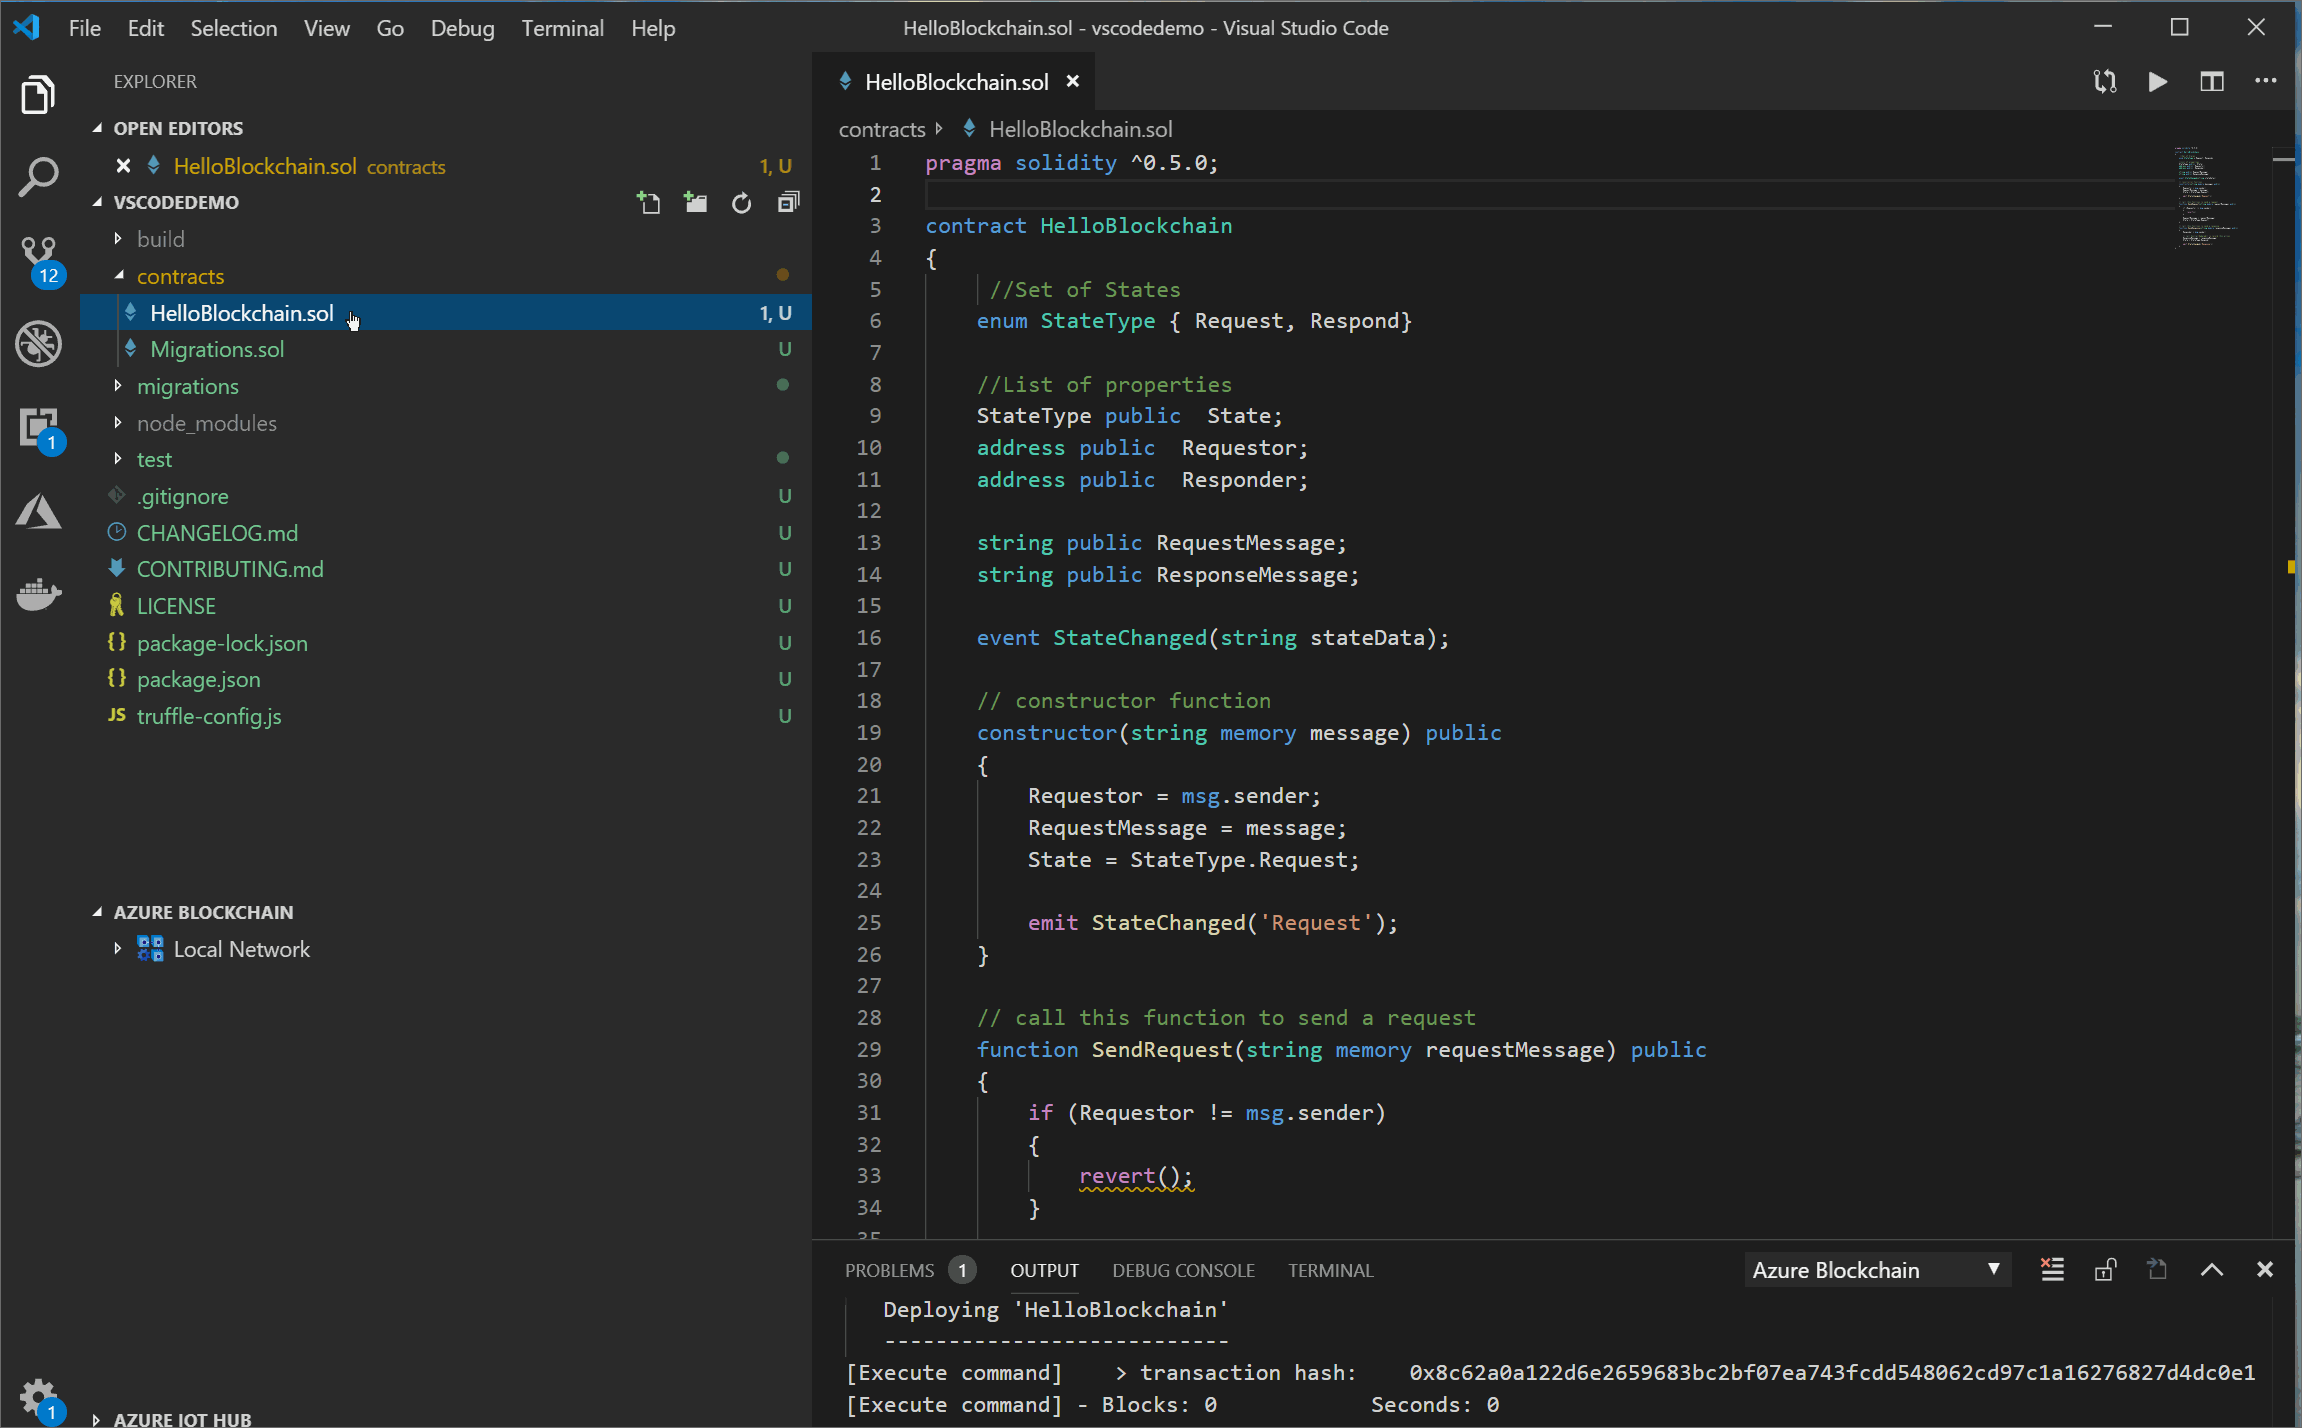 File Edit Selection View Go Debug Terminal Help
HelloBlockchain.sol - vscodedemo - Visual Studio Code
EXPLORER
OPEN EDITORS
HelloBlockchain.sol contracts 1, U
VSCODEDEMO
build
contracts
HelloBlockchain.sol 1, U
Migrations.sol U
migrations
node_modules
test
.gitignore U
CHANGELOG.md U
CONTRIBUTING.md U
LICENSE U
{} package-lock.json U
{} package.json U
JS truffle-config.js U
AZURE BLOCKCHAIN
Local Network
AZURE IOT HUB
12
1
1
HelloBlockchain.sol
contracts HelloBlockchain.sol
1 pragma solidity ^0.5.0;
2
3 contract HelloBlockchain
4 {
5 //Set of States
6 enum StateType { Request, Respond}
7
8 //List of properties
9 StateType public  State;
10 address public  Requestor;
11 address public  Responder;
12
13 string public RequestMessage;
14 string public ResponseMessage;
15
16 event StateChanged(string stateData);
17
18 // constructor function
19 constructor(string memory message) public
20 {
21 Requestor = msg.sender;
22 RequestMessage = message;
23 State = StateType.Request;
24
25 emit StateChanged('Request');
26 }
27
28 // call this function to send a request
29 function SendRequest(string memory requestMessage) public
30 {
31 if (Requestor != msg.sender)
32 {
33 revert();
34 }
35
PROBLEMS 1 OUTPUT DEBUG CONSOLE TERMINAL Azure Blockchain
Deploying 'HelloBlockchain'
---------------------------
[Execute command] > transaction hash: 0x8c62a0a122d6e2659683bc2bf07ea743fcdd548062cd97c1a16276827d4dc0e1
[Execute command] - Blocks: 0 Seconds: 0